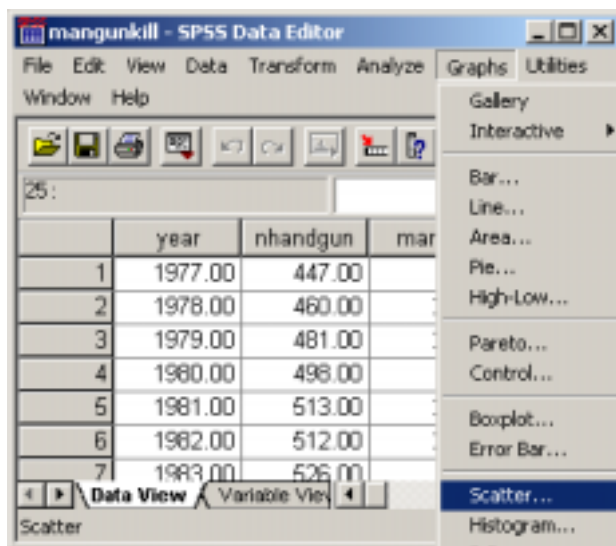 mangunkill - SPSS Data Editor
File Edit View Data Transform Analyze Graphs Utilities
Window Help
Gallery
Interactive
25:
Bar...
Line...
Area...
Pie...
High-Low...
Pareto...
Control...
Boxplot...
Error Bar...
Scatter...
Histogram...
year nhandgun
1 1977.00 447.00
2 1978.00 460.00
3 1979.00 481.00
4 1980.00 498.00
5 1981.00 513.00
6 1982.00 512.00
7 1983.00 526.00
Data View Variable View
Scatter